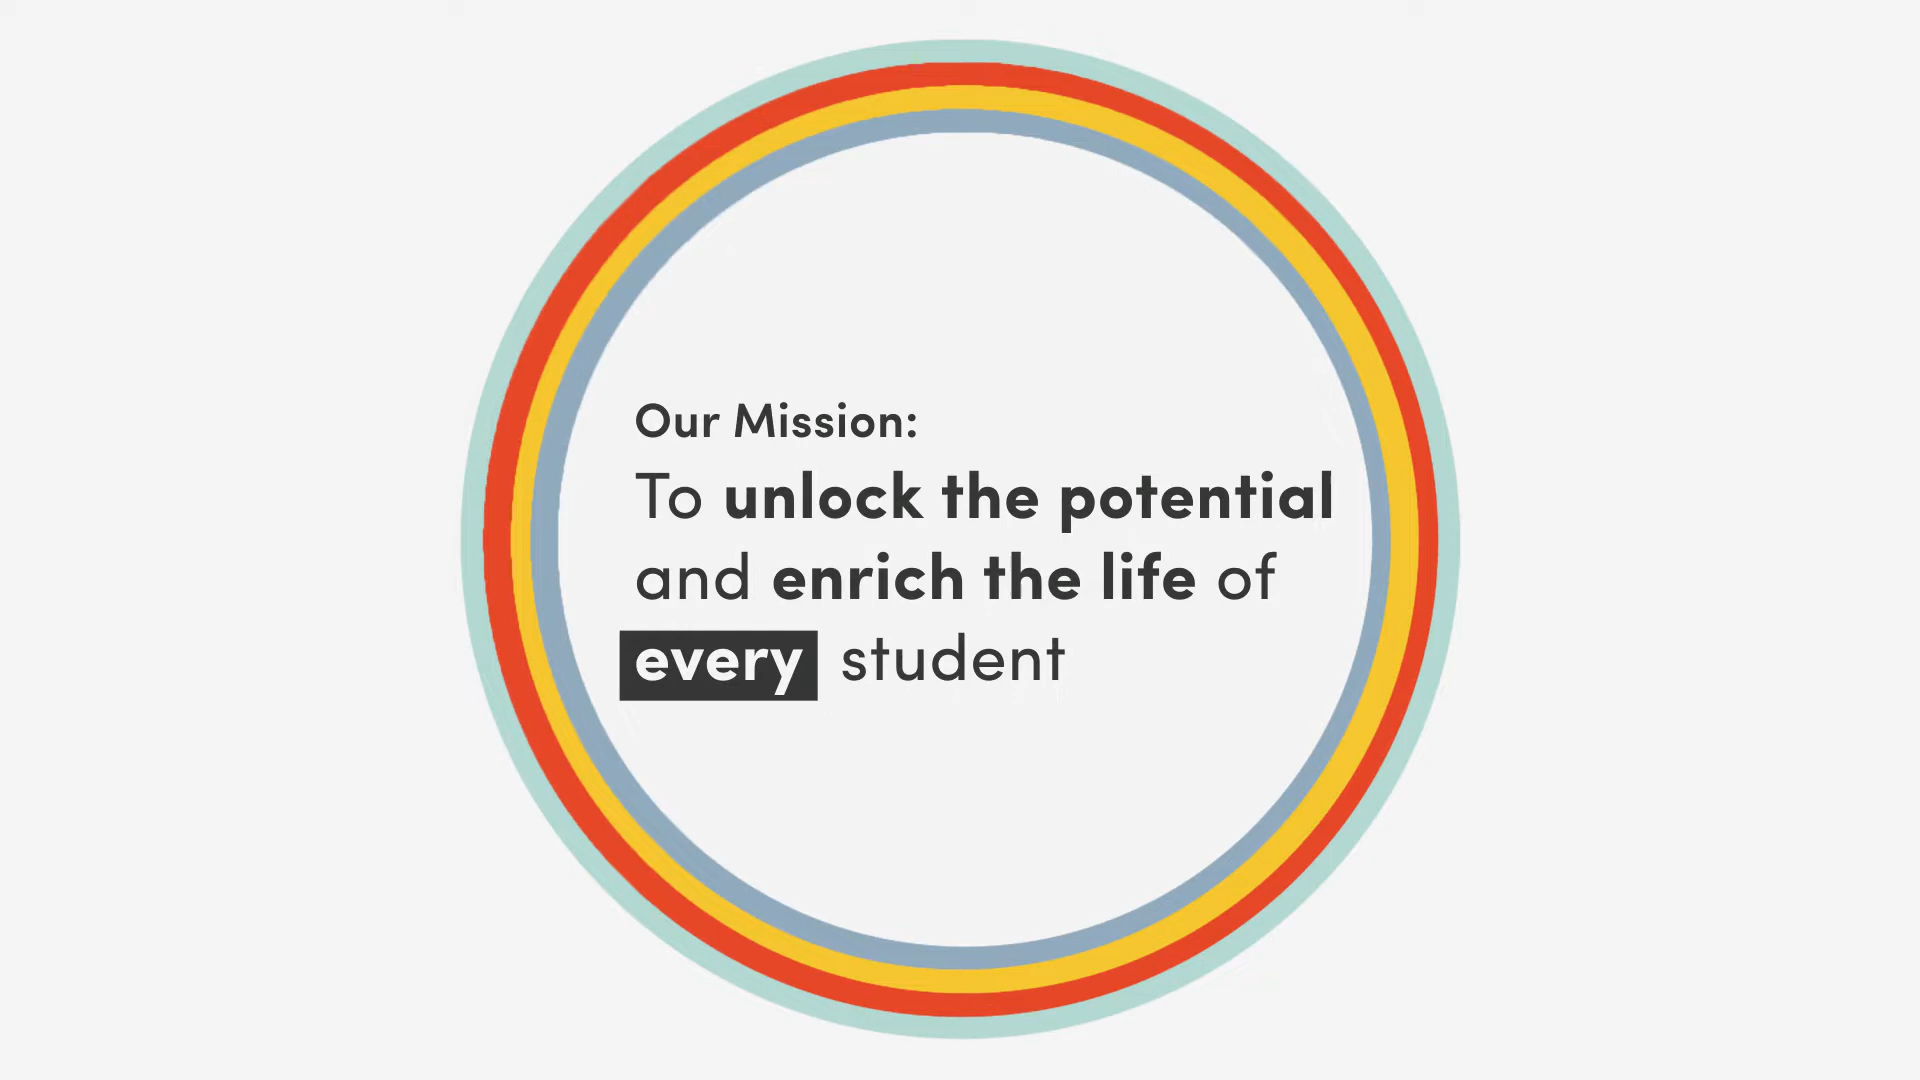 Our Mission:
To unlock the potential
and enrich the life of
every student